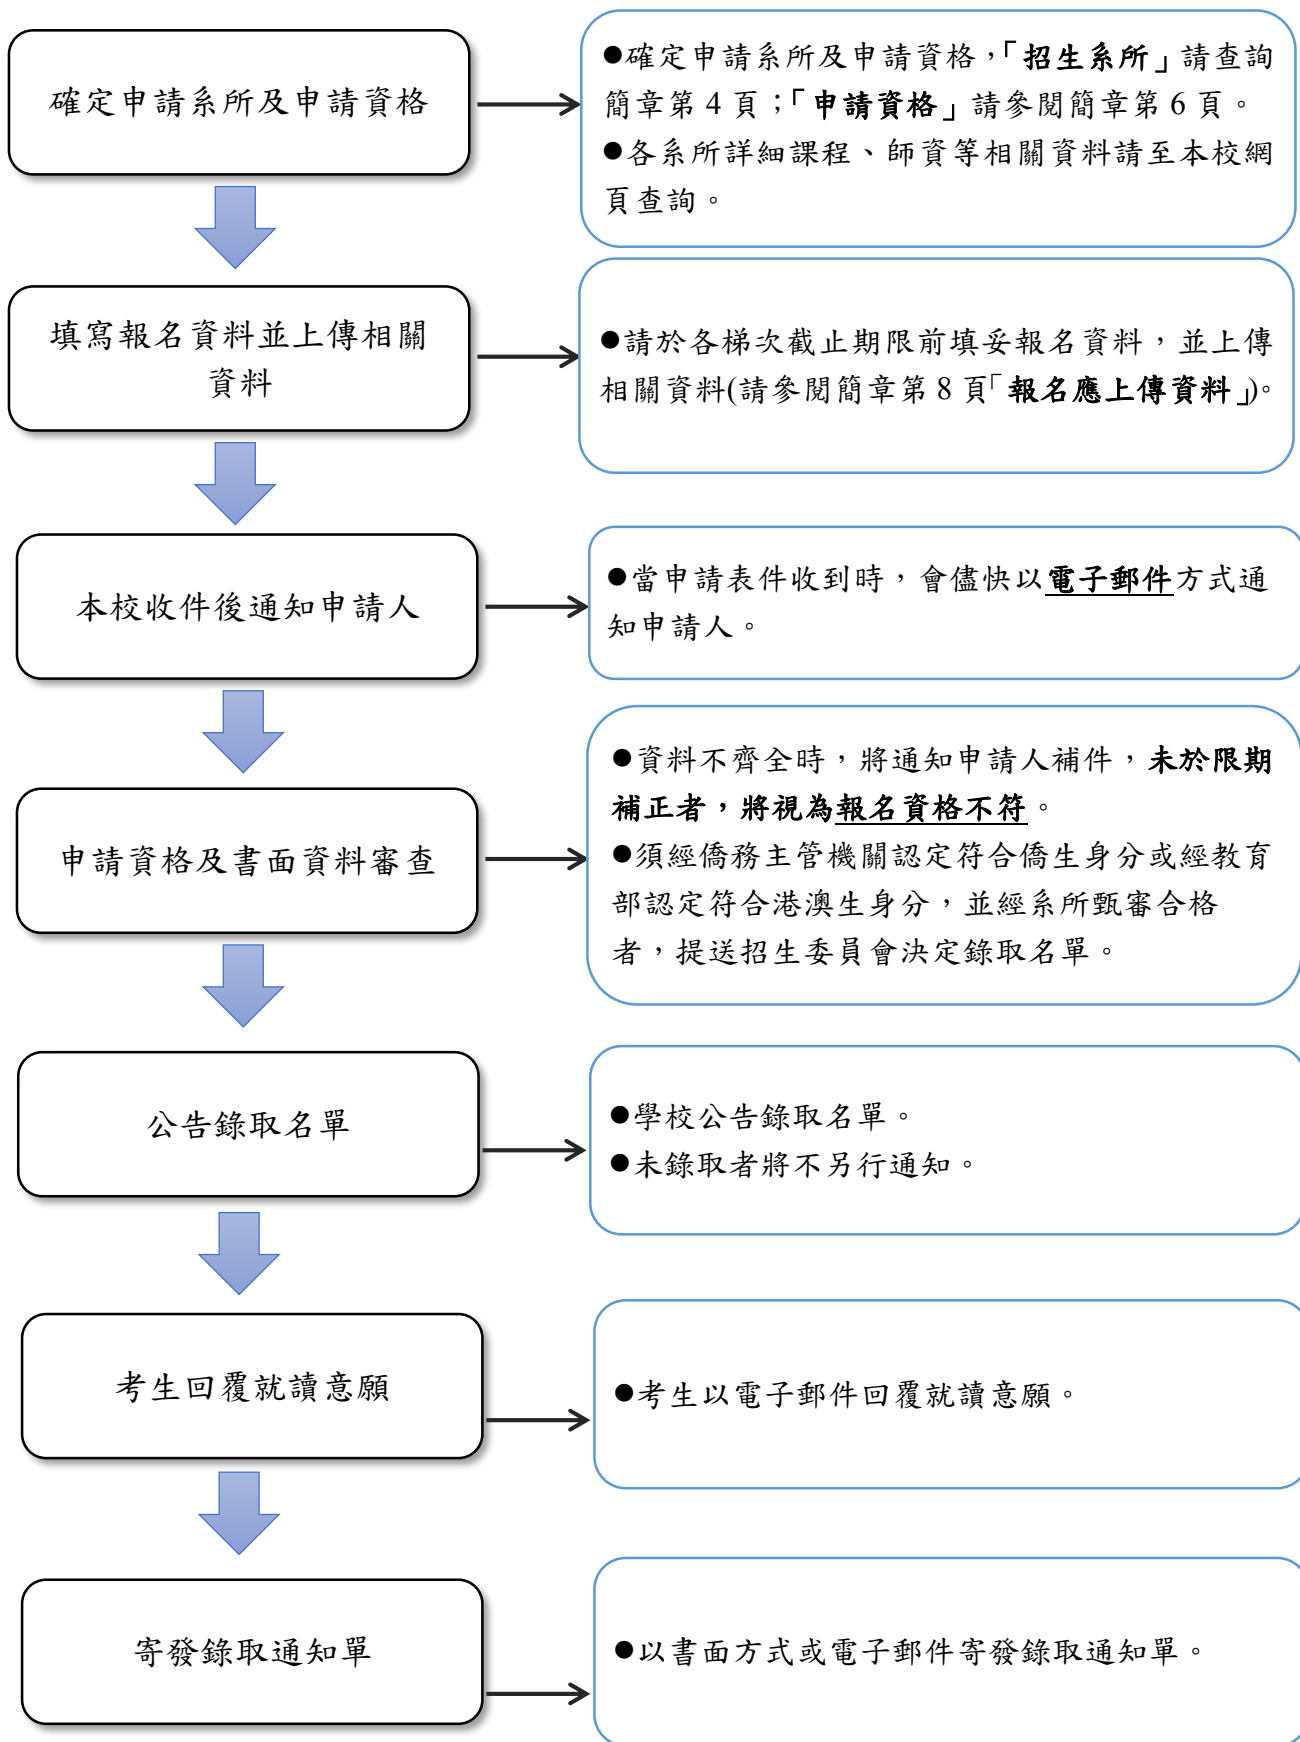 確定申請系所及申請資格
●確定申請系所及申請資格，「招生系所」請查詢
簡章第 4 頁；「申請資格」請參閱簡章第 6 頁。
●各系所詳細課程、師資等相關資料請至本校網
頁查詢。
填寫報名資料並上傳相關
資料
●請於各梯次截止期限前填妥報名資料，並上傳
相關資料(請參閱簡章第 8 頁「報名應上傳資料」)。
本校收件後通知申請人
●當申請表件收到時，會儘快以電子郵件方式通
知申請人。
申請資格及書面資料審查
●資料不齊全時，將通知申請人補件，未於限期
補正者，將視為報名資格不符。
●須經僑務主管機關認定符合僑生身分或經教育
部認定符合港澳生身分，並經系所甄審合格
者，提送招生委員會決定錄取名單。
公告錄取名單
●學校公告錄取名單。
●未錄取者將不另行通知。
考生回覆就讀意願
●考生以電子郵件回覆就讀意願。
寄發錄取通知單
●以書面方式或電子郵件寄發錄取通知單。